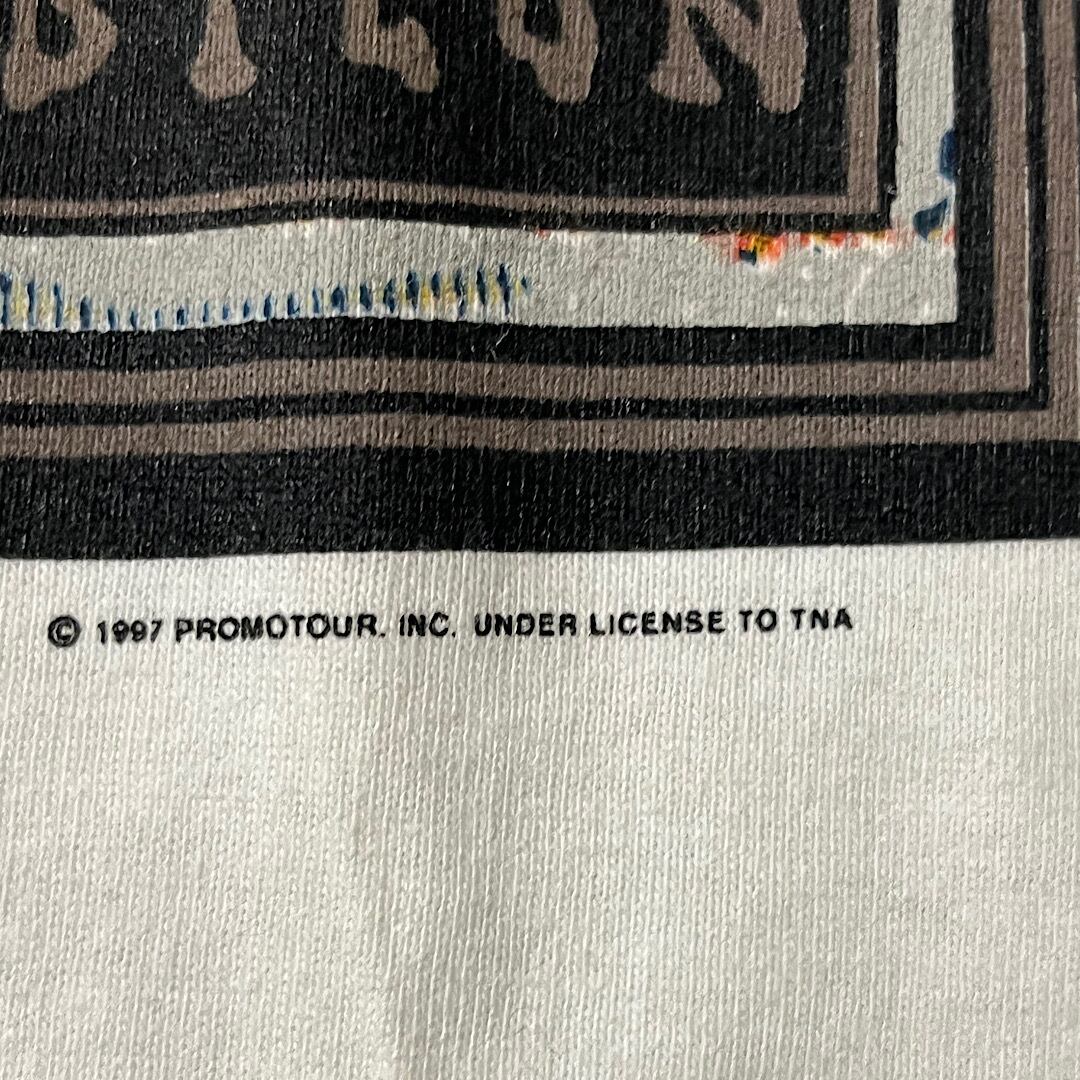 © 1997 PROMOTOUR. INC. UNDER LICENSE TO TNA